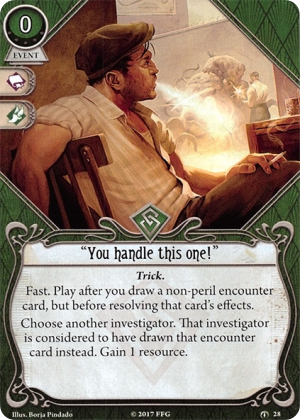 0
EVENT
“You handle this one!”
Trick.
Fast. Play after you draw a non-peril encounter
card, but before resolving that card's effects.
Choose another investigator. That investigator
is considered to have drawn that encounter
card instead. Gain 1 resource.
Illus. Borja Pindado
© 2017 FFG
28